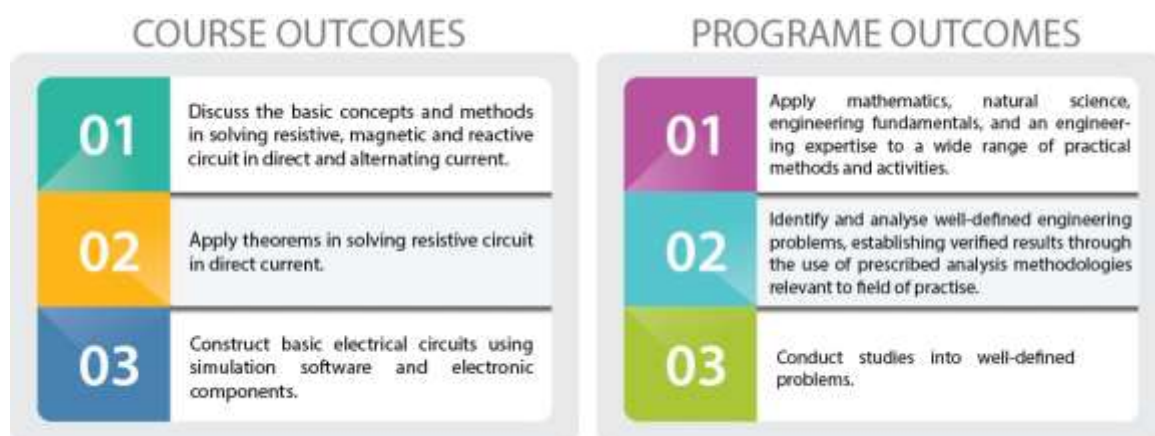 COURSE OUTCOMES
01
Discuss the basic concepts and methods
in solving resistive, magnetic and reactive
circuit in direct and alternating current.
02
Apply theorems in solving resistive circuit
in direct current.
03
Construct basic electrical circuits using
simulation software and electronic
components.
PROGRAME OUTCOMES
01
Apply mathematics, natural science,
engineering fundamentals, and an engineer-
ing expertise to a wide range of practical
methods and activities.
02
Identify and analyse well-defined engineering
problems, establishing verified results through
the use of prescribed analysis methodologies
relevant to field of practise.
03
Conduct studies into well-defined
problems.